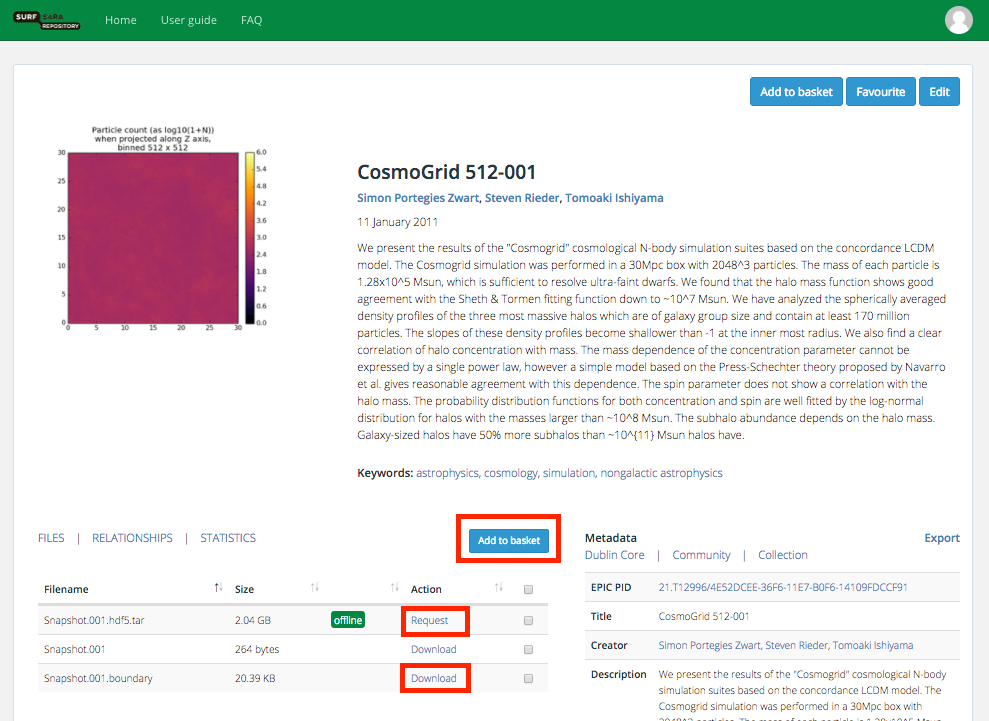 SURF SARA
REPOSITORY
Home User guide FAQ
Add to basket Favourite Edit
Particle count (as log10(1+N))
when projected along Z axis,
binned 512 x 512
30
25
20
15
10
5
0
0 5 10 15 20 25 30
6.0
5.4
4.8
4.2
3.6
3.0
2.4
1.8
1.2
0.6
0.0
CosmoGrid 512-001
Simon Portegies Zwart, Steven Rieder, Tomoaki Ishiyama
11 January 2011
We present the results of the "Cosmogrid" cosmological N-body simulation suites based on the concordance LCDM
model. The Cosmogrid simulation was performed in a 30Mpc box with 2048^3 particles. The mass of each particle is
1.28x10^5 Msun, which is sufficient to resolve ultra-faint dwarfs. We found that the halo mass function shows good
agreement with the Sheth & Tormen fitting function down to ~10^7 Msun. We have analyzed the spherically averaged
density profiles of the three most massive halos which are of galaxy group size and contain at least 170 million
particles. The slopes of these density profiles become shallower than -1 at the inner most radius. We also find a clear
correlation of halo concentration with mass. The mass dependence of the concentration parameter cannot be
expressed by a single power law, however a simple model based on the Press-Schechter theory proposed by Navarro
et al. gives reasonable agreement with this dependence. The spin parameter does not show a correlation with the
halo mass. The probability distribution functions for both concentration and spin are well fitted by the log-normal
distribution for halos with the masses larger than ~10^8 Msun. The subhalo abundance depends on the halo mass.
Galaxy-sized halos have 50% more subhalos than ~10^{11} Msun halos have.
Keywords: astrophysics, cosmology, simulation, nongalactic astrophysics
FILES | RELATIONSHIPS | STATISTICS
Add to basket
Filename Size Action
Snapshot.001.hdf5.tar 2.04 GB offline Request
Snapshot.001 264 bytes Download
Snapshot.001.boundary 20.39 KB Download
Metadata Export
Dublin Core | Community | Collection
EPIC PID 21.T12996/4E52DCEE-36F6-11E7-B0F6-14109FDCCF91
Title CosmoGrid 512-001
Creator Simon Portegies Zwart, Steven Rieder, Tomoaki Ishiyama
Description We present the results of the "Cosmogrid" cosmological N-body
simulation suites based on the concordance LCDM model. The
Cosmogrid simulation was performed in a 30Mpc box with
2048^3 particles. The mass of each particle is 1.28x10^5 Msun,